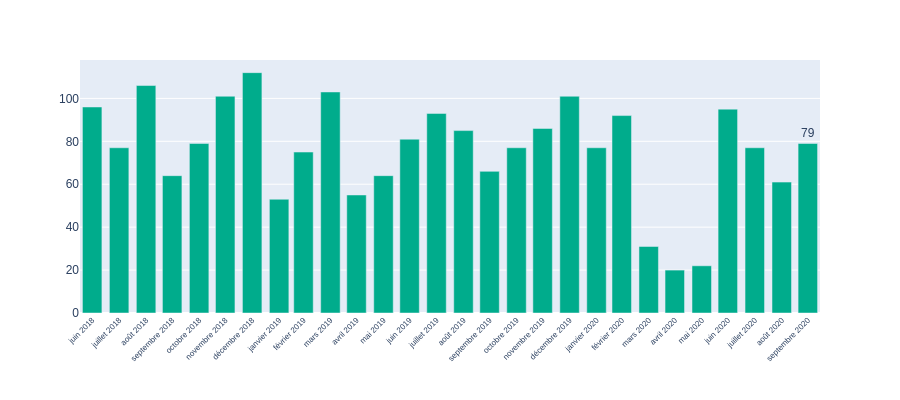 100
80
60
40
20
0
79
juin 2018
juillet 2018
août 2018
septembre 2018
octobre 2018
novembre 2018
décembre 2018
janvier 2019
février 2019
mars 2019
avril 2019
mai 2019
juin 2019
juillet 2019
août 2019
septembre 2019
octobre 2019
novembre 2019
décembre 2019
janvier 2020
février 2020
mars 2020
avril 2020
mai 2020
juin 2020
juillet 2020
août 2020
septembre 2020